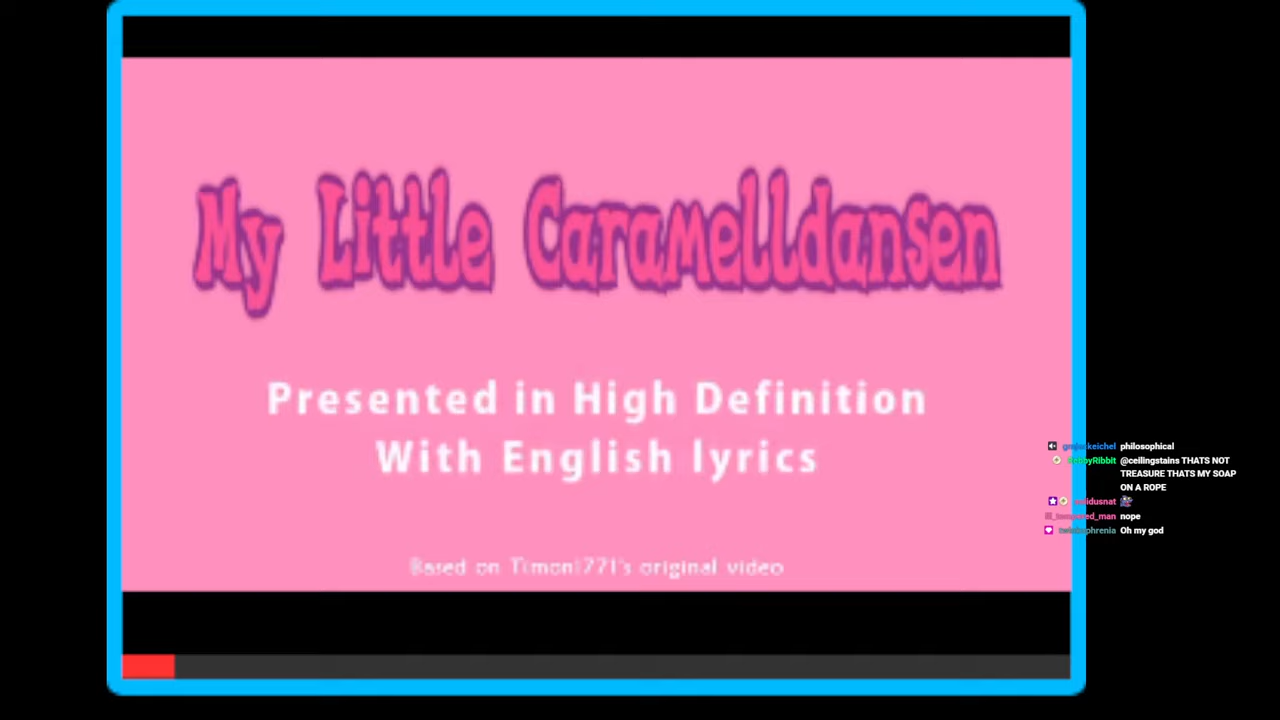 My Little Caramelldansen
Presented in High Definition
With English lyrics
Based on Timon1771's original video
philosophical
@ceilingstains THATS NOT
TREASURE THATS MY SOAP
ON A ROPE
nope
Oh my god